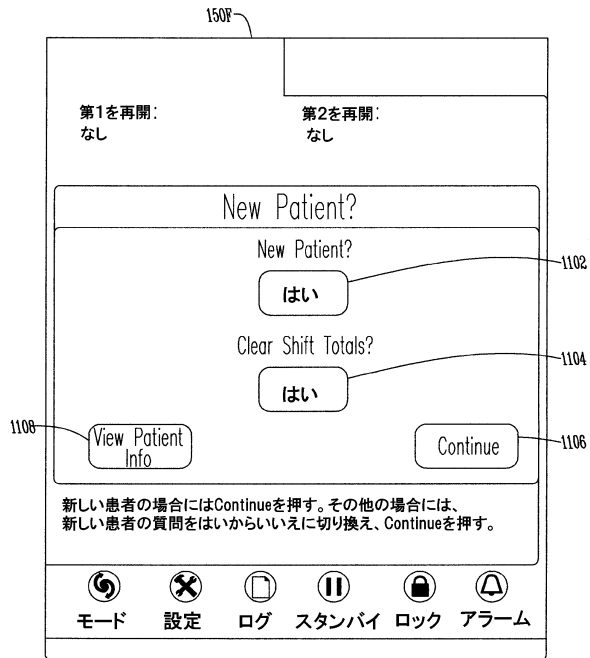 150F
第1を再開:
なし
第2を再開:
なし
New Patient?
New Patient?
はい
1102
Clear Shift Totals?
はい
1104
1108
View Patient
Info
Continue
1106
新しい患者の場合にはContinueを押す。その他の場合には、
新しい患者の質問をはいからいいえに切り換え、Continueを押す。
モード 設定 ログ スタンバイ ロック アラーム